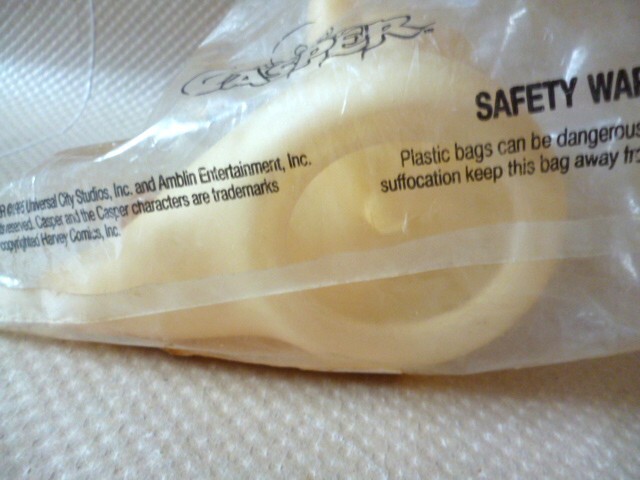 CASPER
SAFETY WAR
Plastic bags can be dangerous
suffocation keep this bag away fro
Universal City Studios, Inc. and Amblin Entertainment, Inc.
reserved. Casper and the Casper characters are trademarks
copyrighted Harvey Comics, Inc.